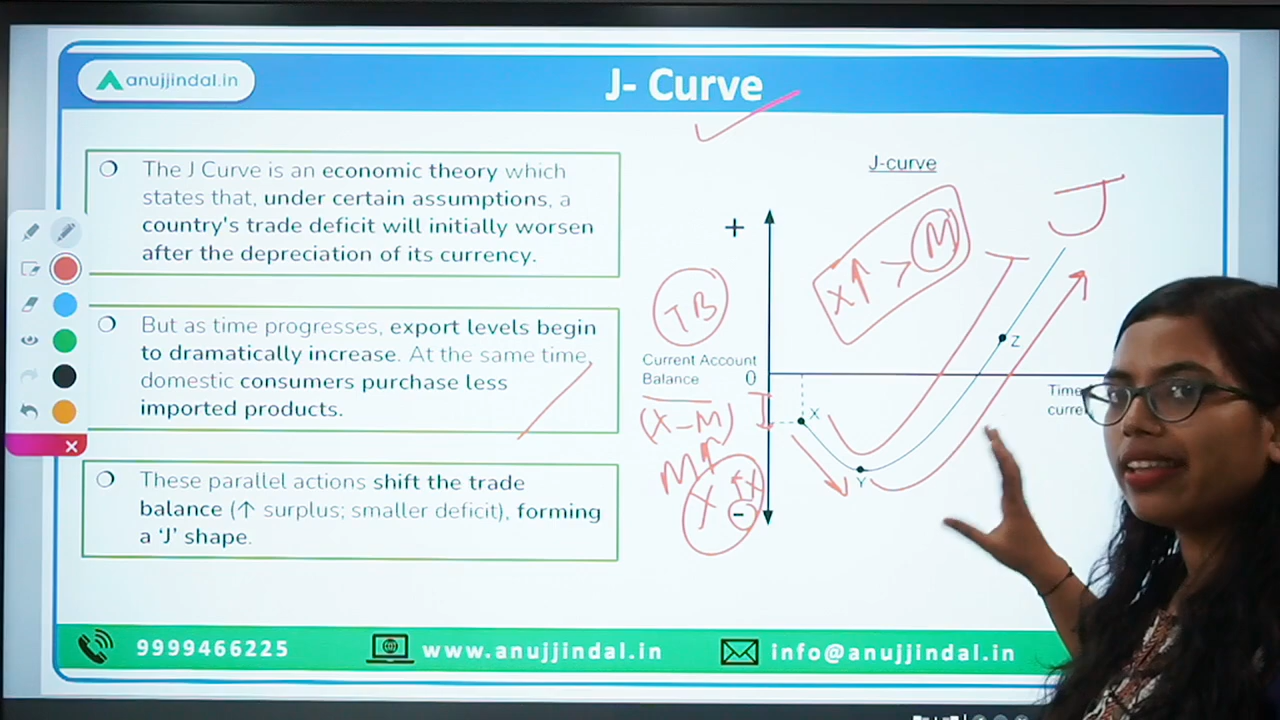 anujjindal.in
J- Curve
The J Curve is an economic theory which
states that, under certain assumptions, a
country's trade deficit will initially worsen
after the depreciation of its currency.
But as time progresses, export levels begin
to dramatically increase. At the same time,
domestic consumers purchase less
imported products.
These parallel actions shift the trade
balance (↑ surplus; smaller deficit), forming
a ‘J’ shape.
J-curve
J
+
X↑ > M
TB
Current Account
Balance 0
Time
(X-M)
X
M↑
Z
X ↑X
-
Y
9999466225
www.anujjindal.in
info@anujjindal.in